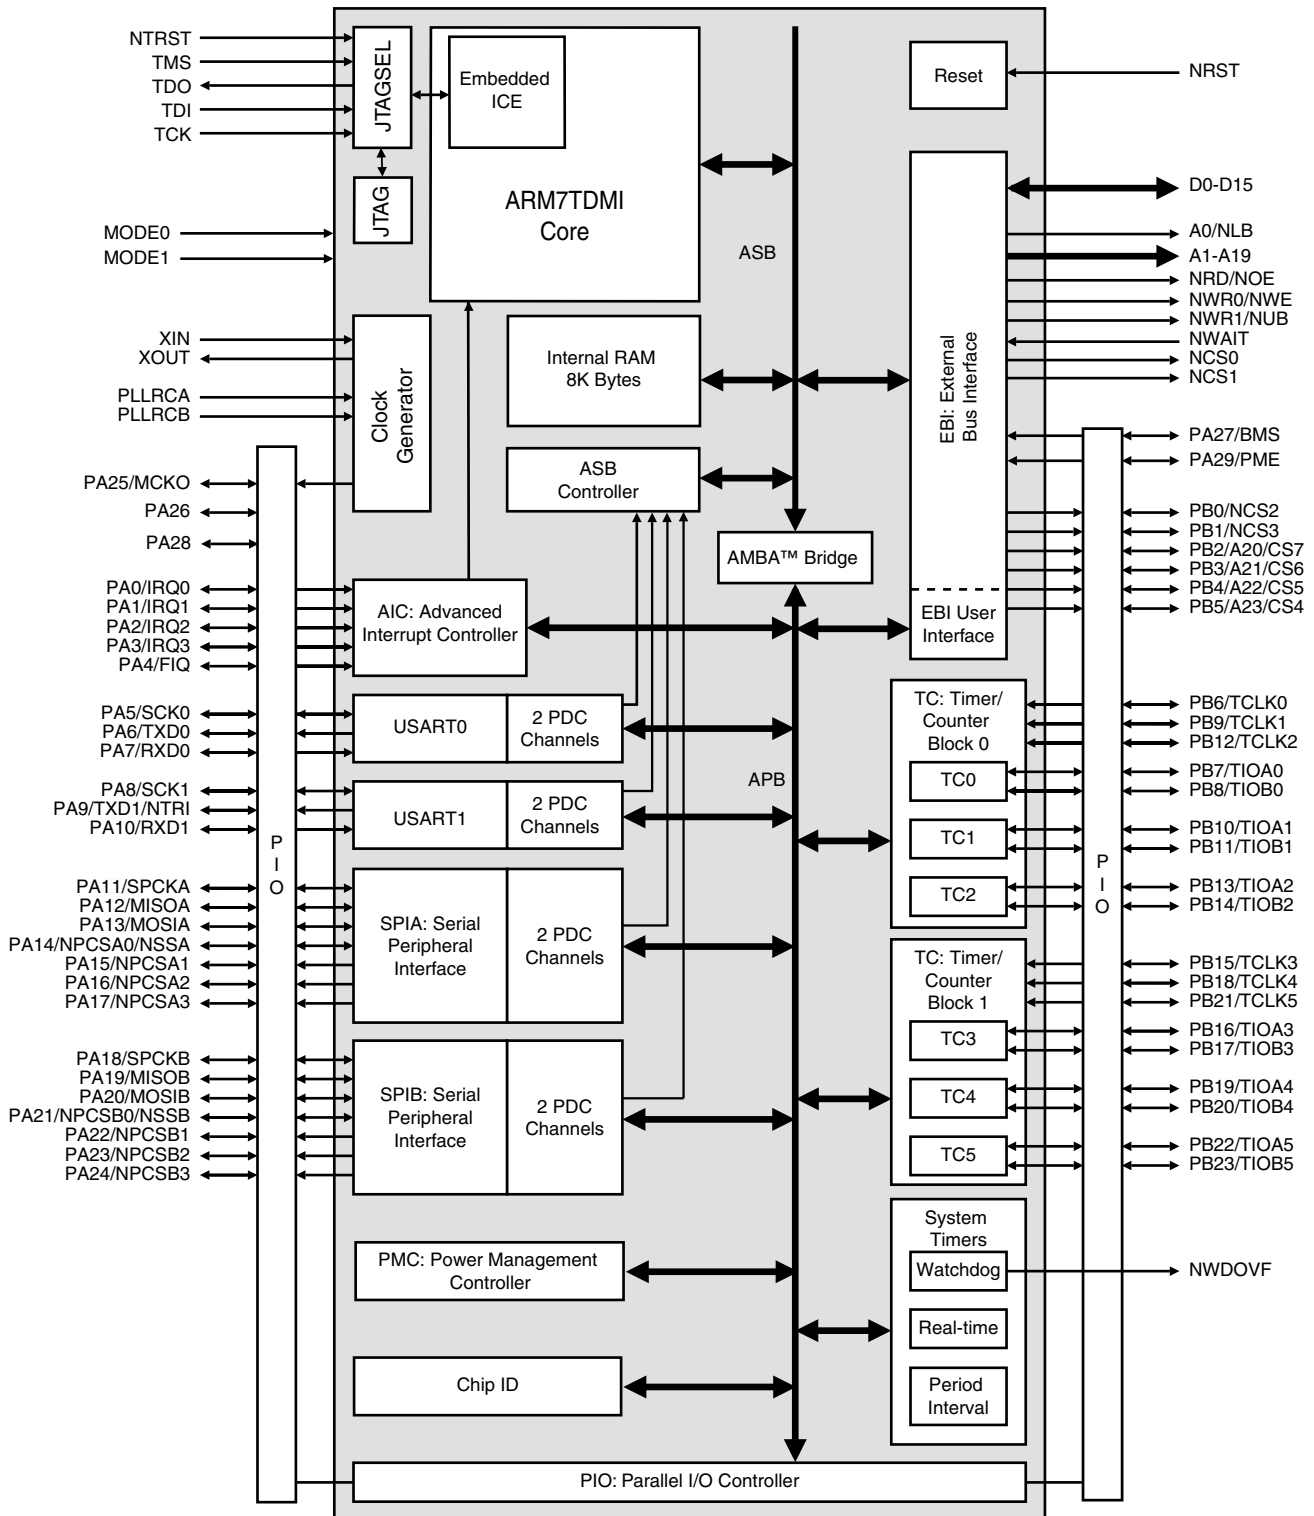 NTRST
TMS
TDO
TDI
TCK
MODE0
MODE1
XIN
XOUT
PLLRCA
PLLRCB
PA25/MCKO
PA26
PA28
PA0/IRQ0
PA1/IRQ1
PA2/IRQ2
PA3/IRQ3
PA4/FIQ
PA5/SCK0
PA6/TXD0
PA7/RXD0
PA8/SCK1
PA9/TXD1/NTRI
PA10/RXD1
PA11/SPCKA
PA12/MISOA
PA13/MOSIA
PA14/NPCSA0/NSSA
PA15/NPCSA1
PA16/NPCSA2
PA17/NPCSA3
PA18/SPCKB
PA19/MISOB
PA20/MOSIB
PA21/NPCSB0/NSSB
PA22/NPCSB1
PA23/NPCSB2
PA24/NPCSB3
P
I
O
JTAGSEL
JTAG
Embedded
ICE
ARM7TDMI
Core
Clock
Generator
Internal RAM
8K Bytes
ASB
Controller
AIC: Advanced
Interrupt Controller
USART0
2 PDC
Channels
USART1
2 PDC
Channels
SPIA: Serial
Peripheral
Interface
2 PDC
Channels
SPIB: Serial
Peripheral
Interface
2 PDC
Channels
PMC: Power Management
Controller
Chip ID
PIO: Parallel I/O Controller
ASB
AMBA™ Bridge
APB
Reset
EBI: External
Bus Interface
EBI User
Interface
TC: Timer/
Counter
Block 0
TC0
TC1
TC2
TC: Timer/
Counter
Block 1
TC3
TC4
TC5
System
Timers
Watchdog
Real-time
Period
Interval
P
I
O
NRST
D0-D15
A0/NLB
A1-A19
NRD/NOE
NWR0/NWE
NWR1/NUB
NWAIT
NCS0
NCS1
PA27/BMS
PA29/PME
PB0/NCS2
PB1/NCS3
PB2/A20/CS7
PB3/A21/CS6
PB4/A22/CS5
PB5/A23/CS4
PB6/TCLK0
PB9/TCLK1
PB12/TCLK2
PB7/TIOA0
PB8/TIOB0
PB10/TIOA1
PB11/TIOB1
PB13/TIOA2
PB14/TIOB2
PB15/TCLK3
PB18/TCLK4
PB21/TCLK5
PB16/TIOA3
PB17/TIOB3
PB19/TIOA4
PB20/TIOB4
PB22/TIOA5
PB23/TIOB5
NWDOVF